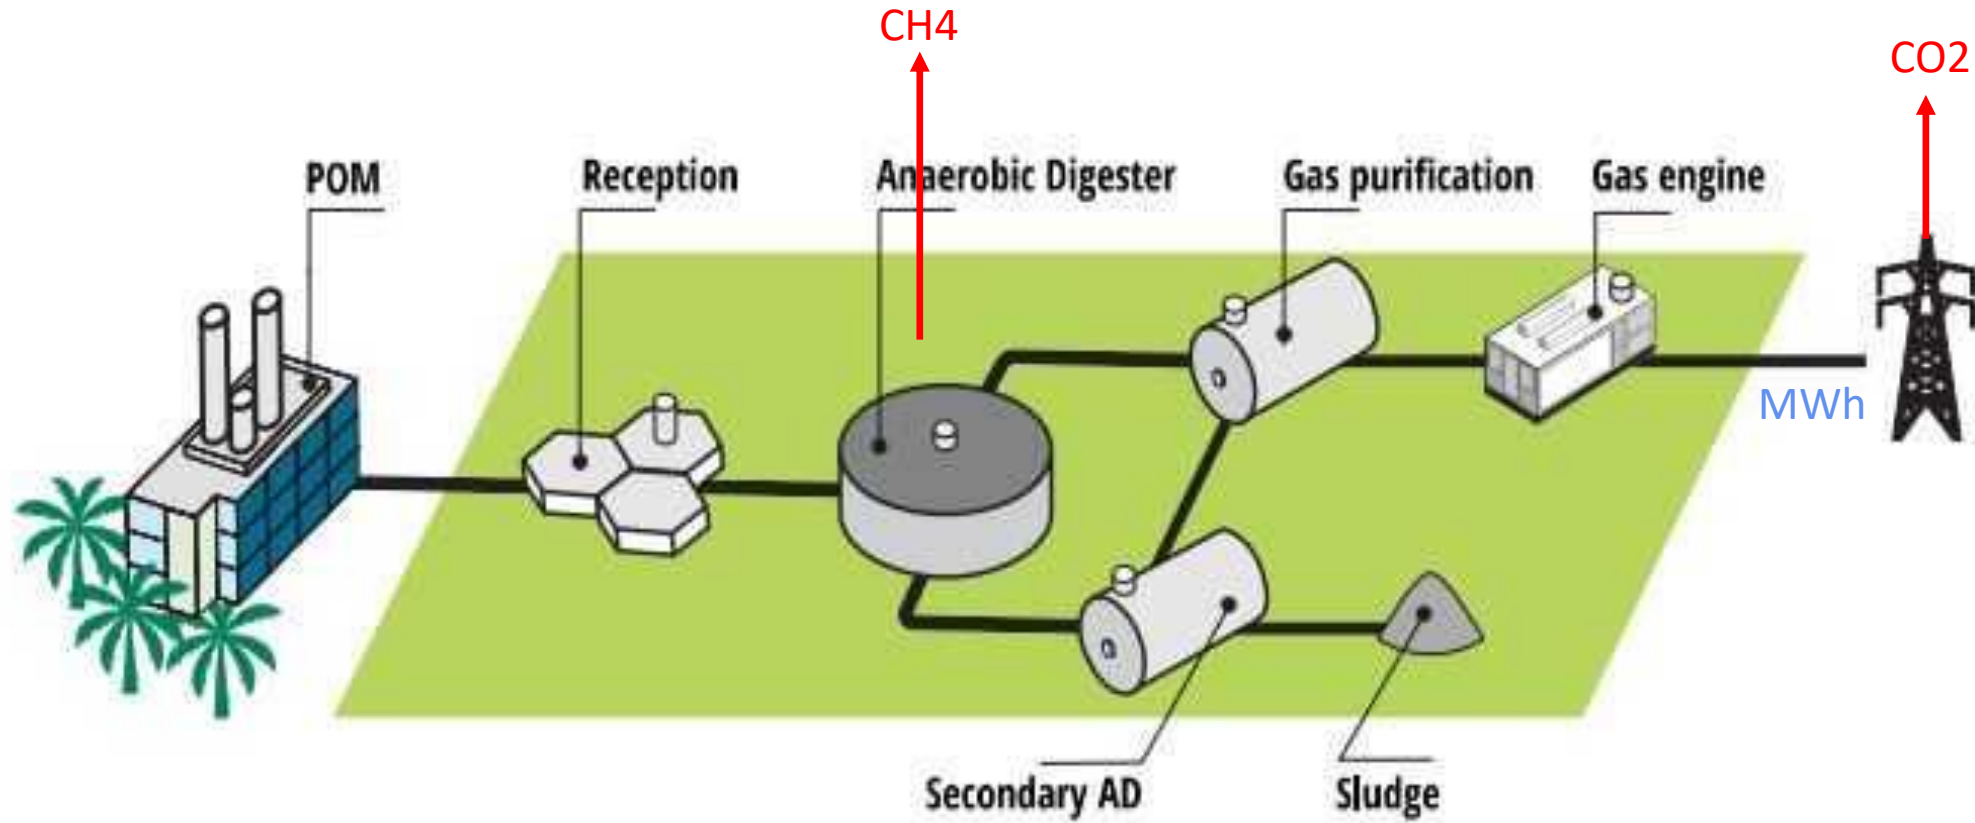 CH4
CO2
POM
Reception
Anaerobic Digester
Gas purification
Gas engine
MWh
Secondary AD
Sludge